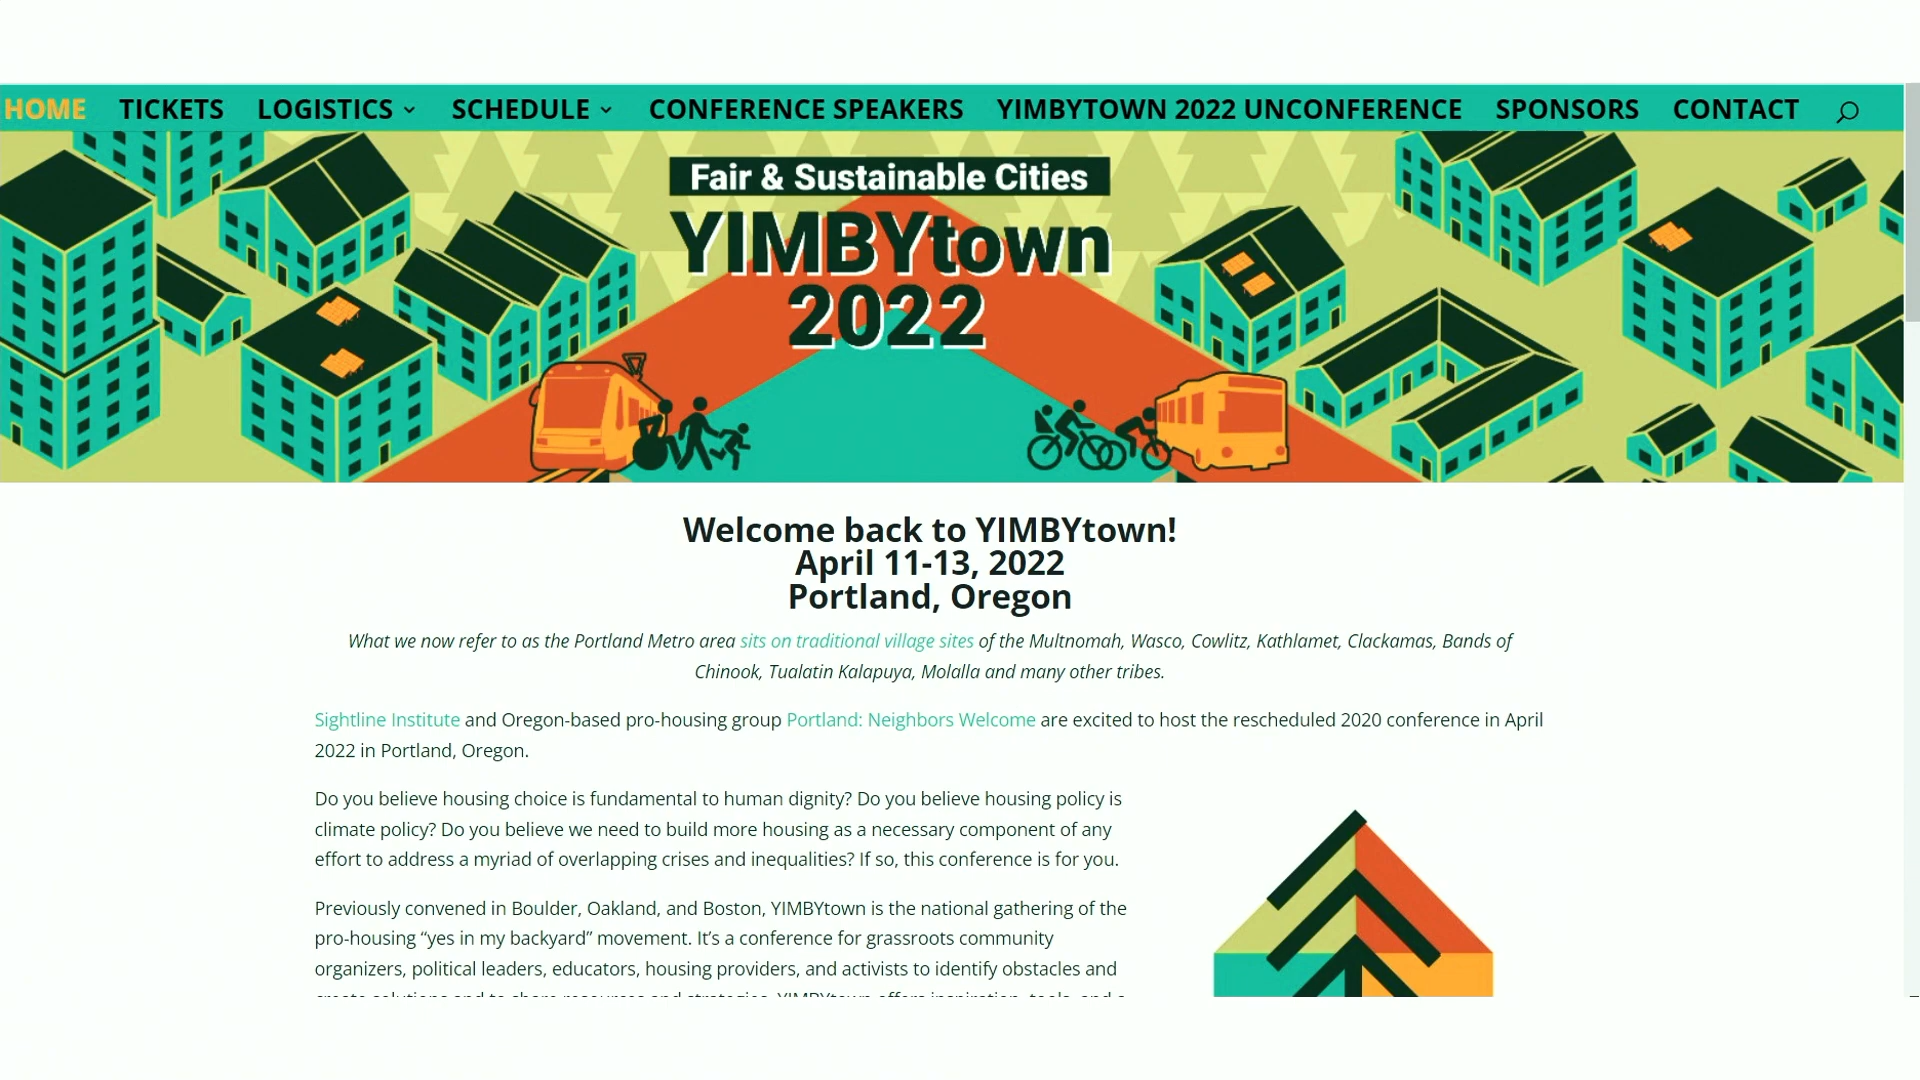 HOME TICKETS LOGISTICS SCHEDULE CONFERENCE SPEAKERS YIMBYTOWN 2022 UNCONFERENCE SPONSORS CONTACT
Fair & Sustainable Cities
YIMBYtown
2022
Welcome back to YIMBYtown!
April 11-13, 2022
Portland, Oregon
What we now refer to as the Portland Metro area sits on traditional village sites of the Multnomah, Wasco, Cowlitz, Kathlamet, Clackamas, Bands of
Chinook, Tualatin Kalapuya, Molalla and many other tribes.
Sightline Institute and Oregon-based pro-housing group Portland: Neighbors Welcome are excited to host the rescheduled 2020 conference in April
2022 in Portland, Oregon.
Do you believe housing choice is fundamental to human dignity? Do you believe housing policy is
climate policy? Do you believe we need to build more housing as a necessary component of any
effort to address a myriad of overlapping crises and inequalities? If so, this conference is for you.
Previously convened in Boulder, Oakland, and Boston, YIMBYtown is the national gathering of the
pro-housing “yes in my backyard” movement. It’s a conference for grassroots community
organizers, political leaders, educators, housing providers, and activists to identify obstacles and